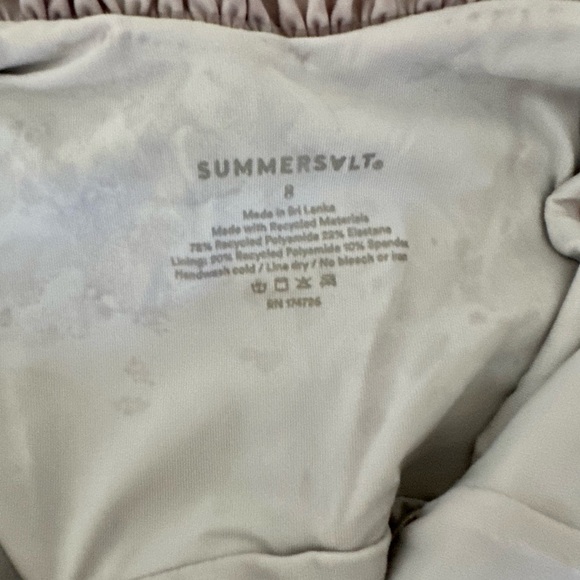 SUMMERSALT®
8
Made in Sri Lanka
Made with Recycled Materials
78% Recycled Polyamide 22% Elastane
Lining: 90% Recycled Polyamide 10% Spandex
Handwash cold / Line dry / No bleach or iron
RN 174726